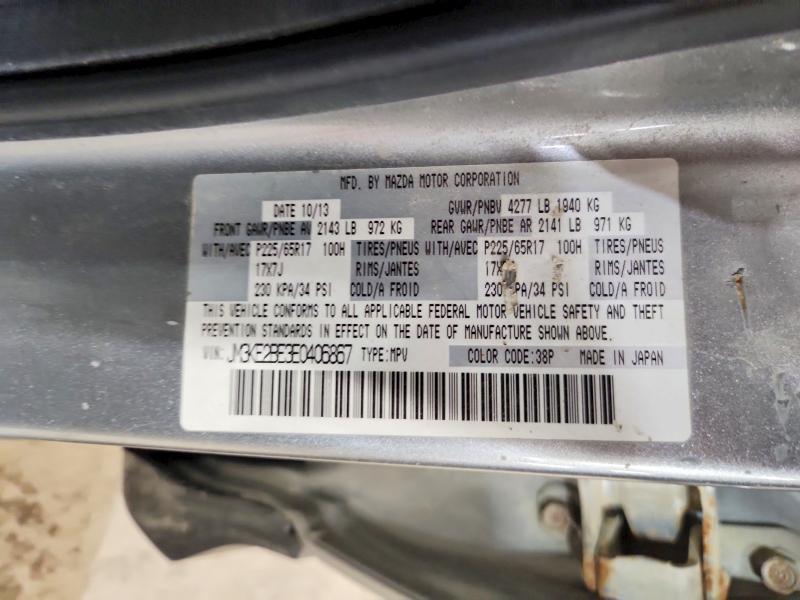 MFD. BY MAZDA MOTOR CORPORATION
DATE 10/13 GVWR/PNBV 4277 LB 1940 KG
FRONT GAWR/PNBE AV 2143 LB 972 KG REAR GAWR/PNBE AR 2141 LB 971 KG
WITH/AVEC P225/65R17 100H TIRES/PNEUS WITH/AVEC P225/65R17 100H TIRES/PNEUS
17X7J RIMS/JANTES 17X RIMS/JANTES
230 KPA/34 PSI COLD/A FROID 230 KPA/34 PSI COLD/A FROID
THIS VEHICLE CONFORMS TO ALL APPLICABLE FEDERAL MOTOR VEHICLE SAFETY AND THEFT
PREVENTION STANDARDS IN EFFECT ON THE DATE OF MANUFACTURE SHOWN ABOVE.
VIN: JM3KE2BE3E0406867 TYPE:MPV COLOR CODE:38P MADE IN JAPAN